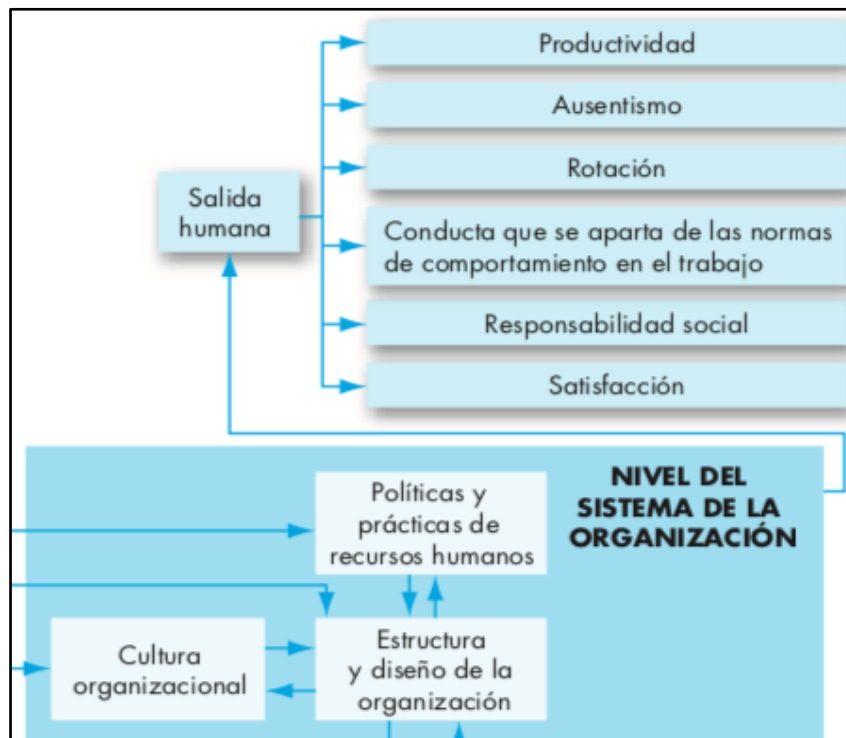 Productividad
Ausentismo
Rotación
Salida
humana
Conducta que se aparta de las normas
de comportamiento en el trabajo
Responsabilidad social
Satisfacción
NIVEL DEL
SISTEMA DE LA
ORGANIZACIÓN
Políticas y
prácticas de
recursos humanos
Cultura
organizacional
Estructura
y diseño de la
organización